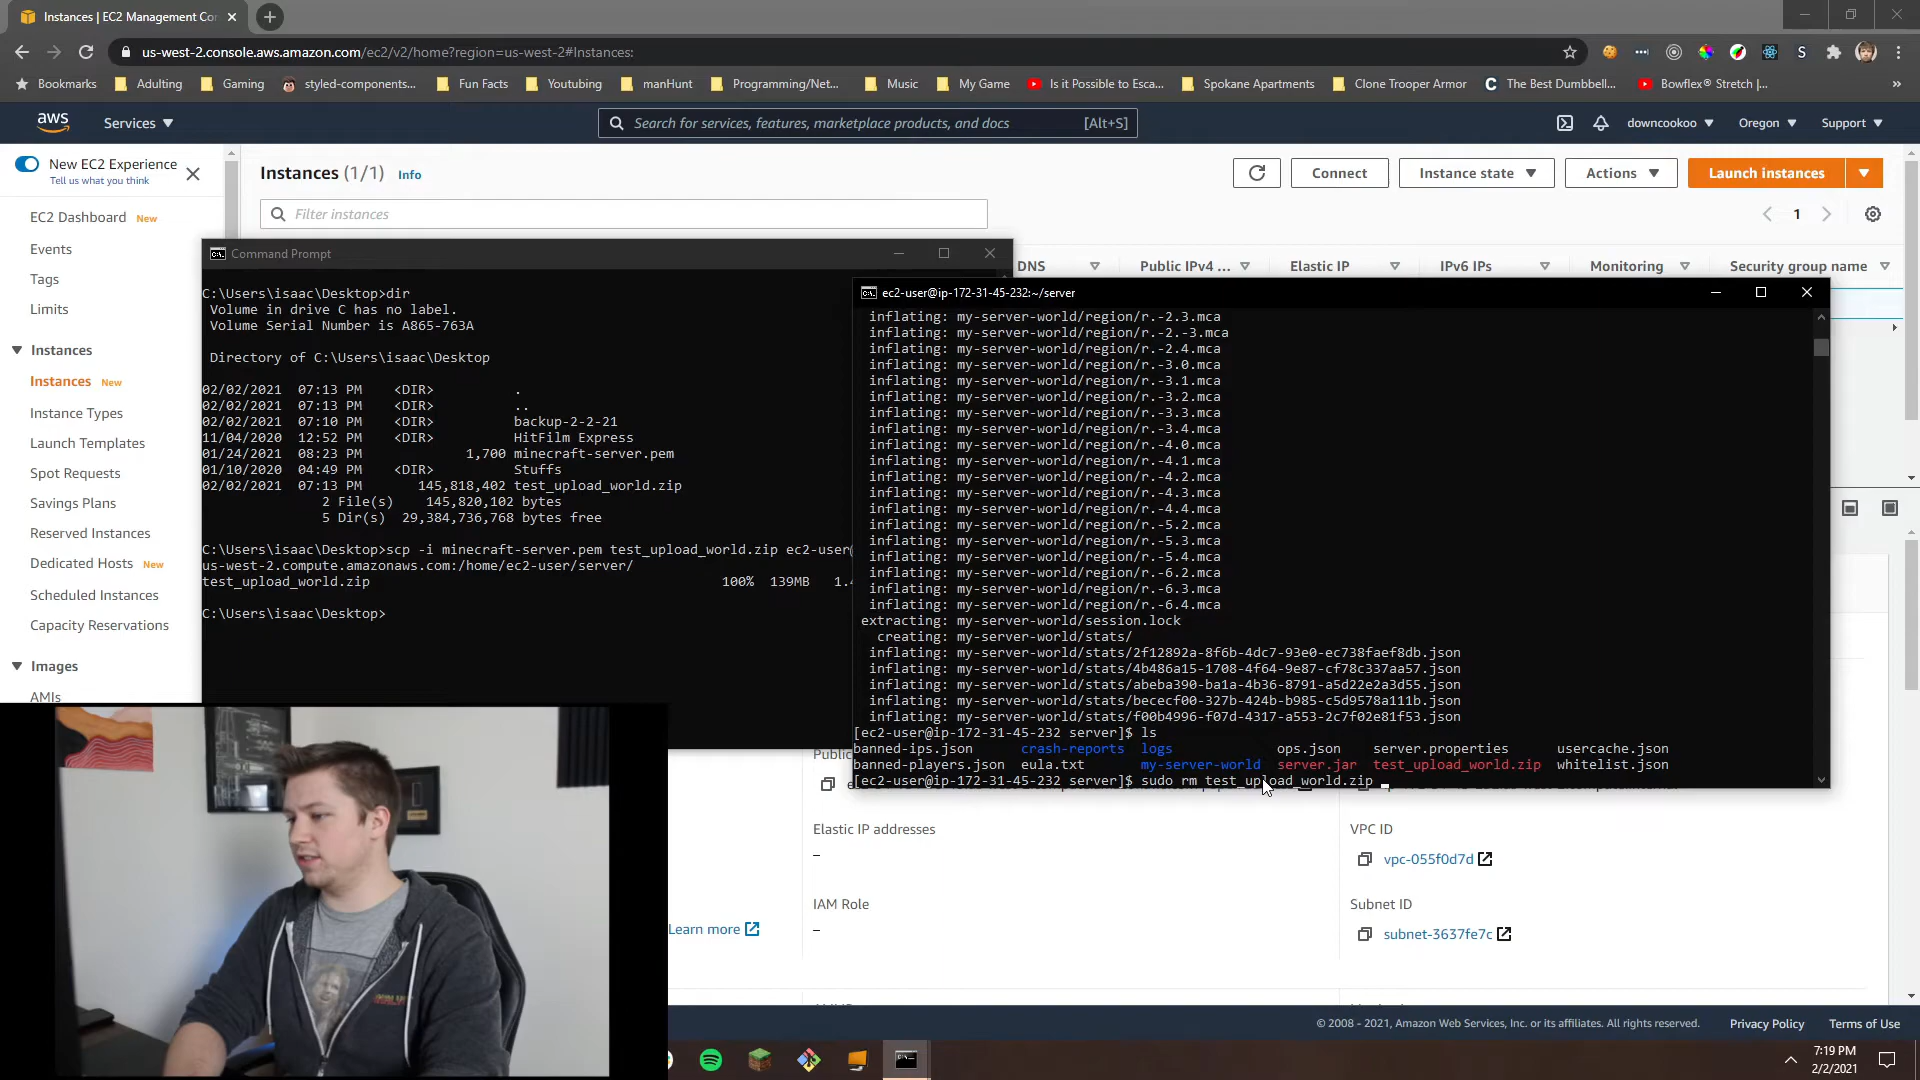 Instances | EC2 Management Con
us-west-2.console.aws.amazon.com/ec2/v2/home?region=us-west-2#Instances:
Bookmarks Adulting Gaming styled-components... Fun Facts Youtubing manHunt Programming/Net... Music My Game Is it Possible to Esca... Spokane Apartments Clone Trooper Armor The Best Dumbbell... Bowflex® Stretch |... »
aws Services Search for services, features, marketplace products, and docs [Alt+S] downcookoo Oregon Support
New EC2 Experience
Tell us what you think
EC2 Dashboard New
Events
Tags
Limits
Instances
Instances New
Instance Types
Launch Templates
Spot Requests
Savings Plans
Reserved Instances
Dedicated Hosts New
Scheduled Instances
Capacity Reservations
Images
AMIs
Instances (1/1) Info
Connect Instance state Actions Launch instances
Filter instances
1
DNS Public IPv4 ... Elastic IP IPv6 IPs Monitoring Security group name
Command Prompt
C:\Users\isaac\Desktop>dir
Volume in drive C has no label.
Volume Serial Number is A865-763A
Directory of C:\Users\isaac\Desktop
02/02/2021 07:13 PM <DIR> .
02/02/2021 07:13 PM <DIR> ..
02/02/2021 07:10 PM <DIR> backup-2-2-21
11/04/2020 12:52 PM <DIR> HitFilm Express
01/24/2021 08:23 PM 1,700 minecraft-server.pem
01/10/2020 04:49 PM <DIR> Stuffs
02/02/2021 07:13 PM 145,818,402 test_upload_world.zip
2 File(s) 145,820,102 bytes
5 Dir(s) 29,384,736,768 bytes free
C:\Users\isaac\Desktop>scp -i minecraft-server.pem test_upload_world.zip ec2-user@
us-west-2.compute.amazonaws.com:/home/ec2-user/server/
test_upload_world.zip 100% 139MB 1.4
C:\Users\isaac\Desktop>
ec2-user@ip-172-31-45-232:~/server
inflating: my-server-world/region/r.-2.3.mca
inflating: my-server-world/region/r.-2.-3.mca
inflating: my-server-world/region/r.-2.4.mca
inflating: my-server-world/region/r.-3.0.mca
inflating: my-server-world/region/r.-3.1.mca
inflating: my-server-world/region/r.-3.2.mca
inflating: my-server-world/region/r.-3.3.mca
inflating: my-server-world/region/r.-3.4.mca
inflating: my-server-world/region/r.-4.0.mca
inflating: my-server-world/region/r.-4.1.mca
inflating: my-server-world/region/r.-4.2.mca
inflating: my-server-world/region/r.-4.3.mca
inflating: my-server-world/region/r.-4.4.mca
inflating: my-server-world/region/r.-5.2.mca
inflating: my-server-world/region/r.-5.3.mca
inflating: my-server-world/region/r.-5.4.mca
inflating: my-server-world/region/r.-6.2.mca
inflating: my-server-world/region/r.-6.3.mca
inflating: my-server-world/region/r.-6.4.mca
extracting: my-server-world/session.lock
creating: my-server-world/stats/
inflating: my-server-world/stats/2f12892a-8f6b-4dc7-93e0-ec738faef8db.json
inflating: my-server-world/stats/4b486a15-1708-4f64-9e87-cf78c337aa57.json
inflating: my-server-world/stats/abeba390-ba1a-4b36-8791-a5d22e2a3d55.json
inflating: my-server-world/stats/bececf00-327b-424b-b985-c5d9578a111b.json
inflating: my-server-world/stats/f00b4996-f07d-4317-a553-2c7f02e81f53.json
[ec2-user@ip-172-31-45-232 server]$ ls
banned-ips.json crash-reports logs ops.json server.properties usercache.json
banned-players.json eula.txt my-server-world server.jar test_upload_world.zip whitelist.json
[ec2-user@ip-172-31-45-232 server]$ sudo rm test_upload_world.zip
Elastic IP addresses
–
VPC ID
vpc-055f0d7d
IAM Role
–
Subnet ID
subnet-3637fe7c
Learn more
© 2008 - 2021, Amazon Web Services, Inc. or its affiliates. All rights reserved. Privacy Policy Terms of Use
7:19 PM
2/2/2021